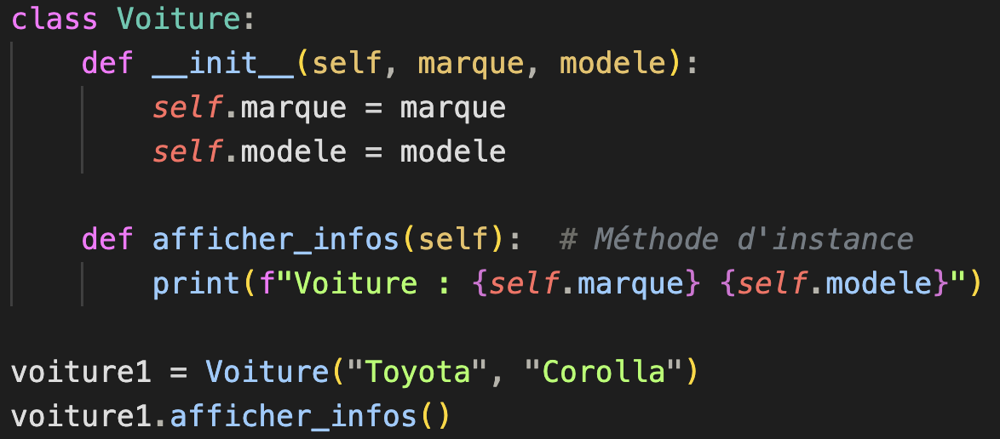 class Voiture:
    def __init__(self, marque, modele):
        self.marque = marque
        self.modele = modele

    def afficher_infos(self):  # Méthode d'instance
        print(f"Voiture : {self.marque} {self.modele}")

voiture1 = Voiture("Toyota", "Corolla")
voiture1.afficher_infos()